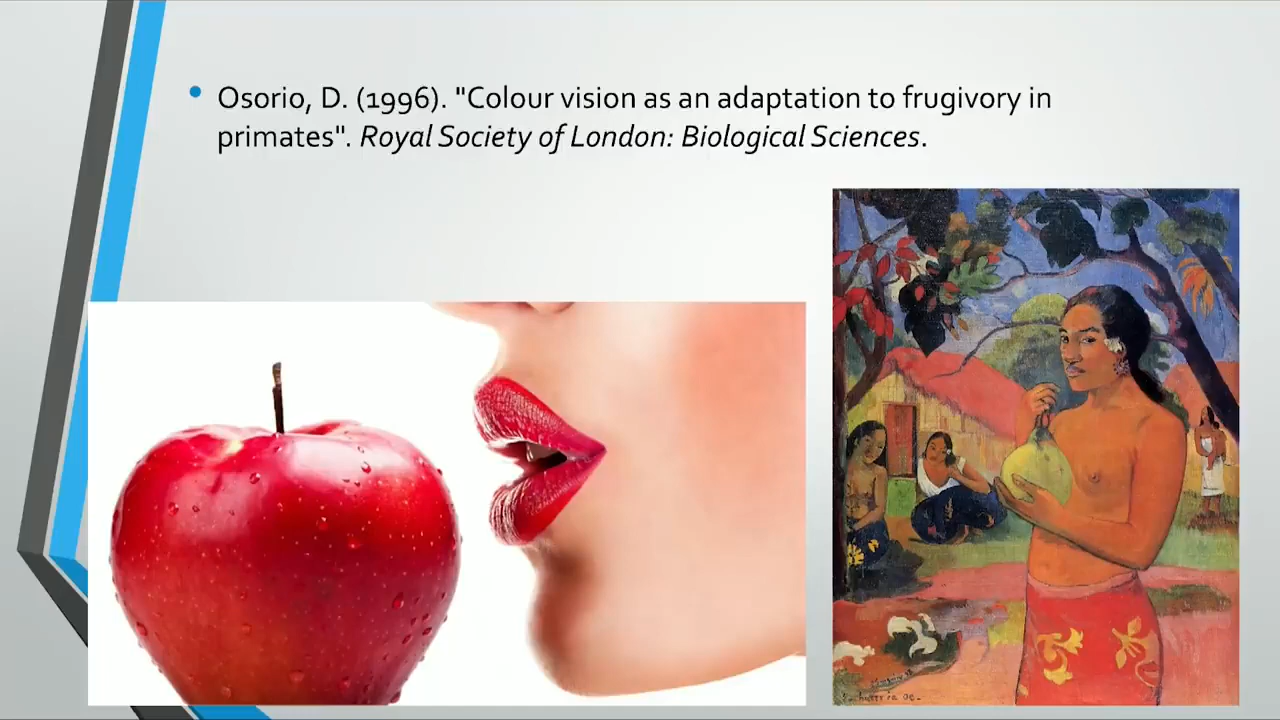 Osorio, D. (1996). "Colour vision as an adaptation to frugivory in
primates". Royal Society of London: Biological Sciences.